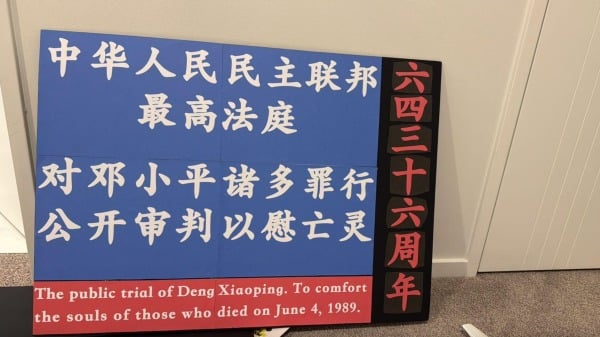 中华人民民主联邦
最高法庭
对邓小平诸多罪行
公开审判以慰亡灵
The public trial of Deng Xiaoping. To comfort
the souls of those who died on June 4, 1989.
六四三十六周年